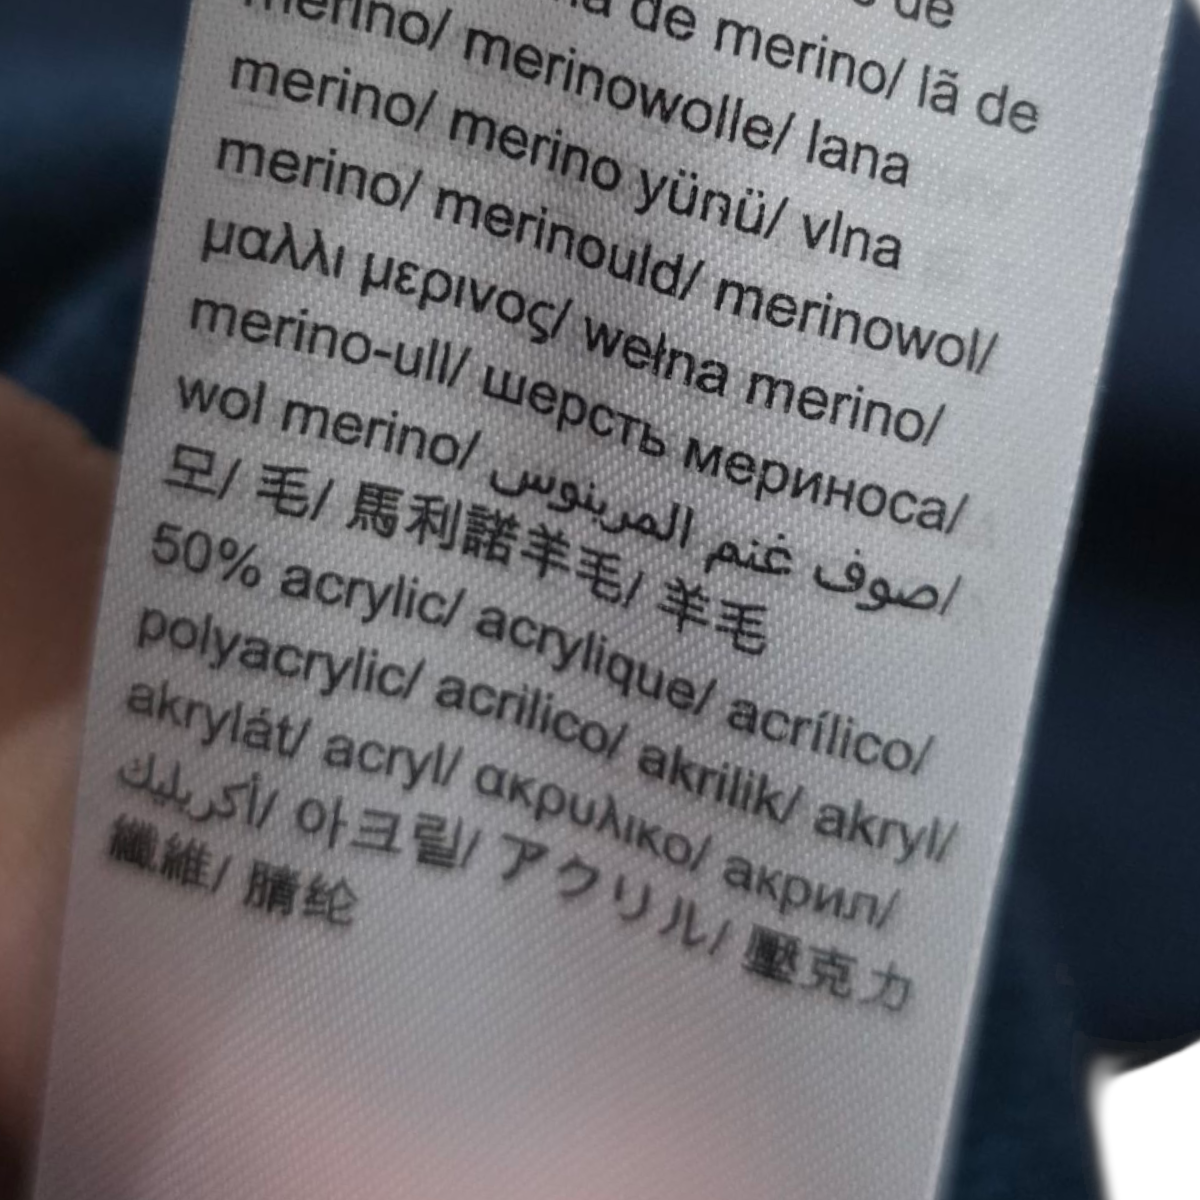 de
de merino/ lã de
merino/ merinowolle/ lana
merino/ merino yünü/ vlna
merino/ merinould/ merinowol/
μαλλι μερινος/ wełna merino/
merino-ull/ шерсть мериноса/
wol merino/ صوف غنم المرينوس/
모/ 毛/ 馬利諾羊毛/ 羊毛
50% acrylic/ acrylique/ acrílico/
polyacrylic/ acrilico/ akrilik/ akryl/
akrylát/ acryl/ ακρυλικο/ акрил/
أكريليك/ 아크릴/ アクリル/ 壓克力
纖維/ 腈纶